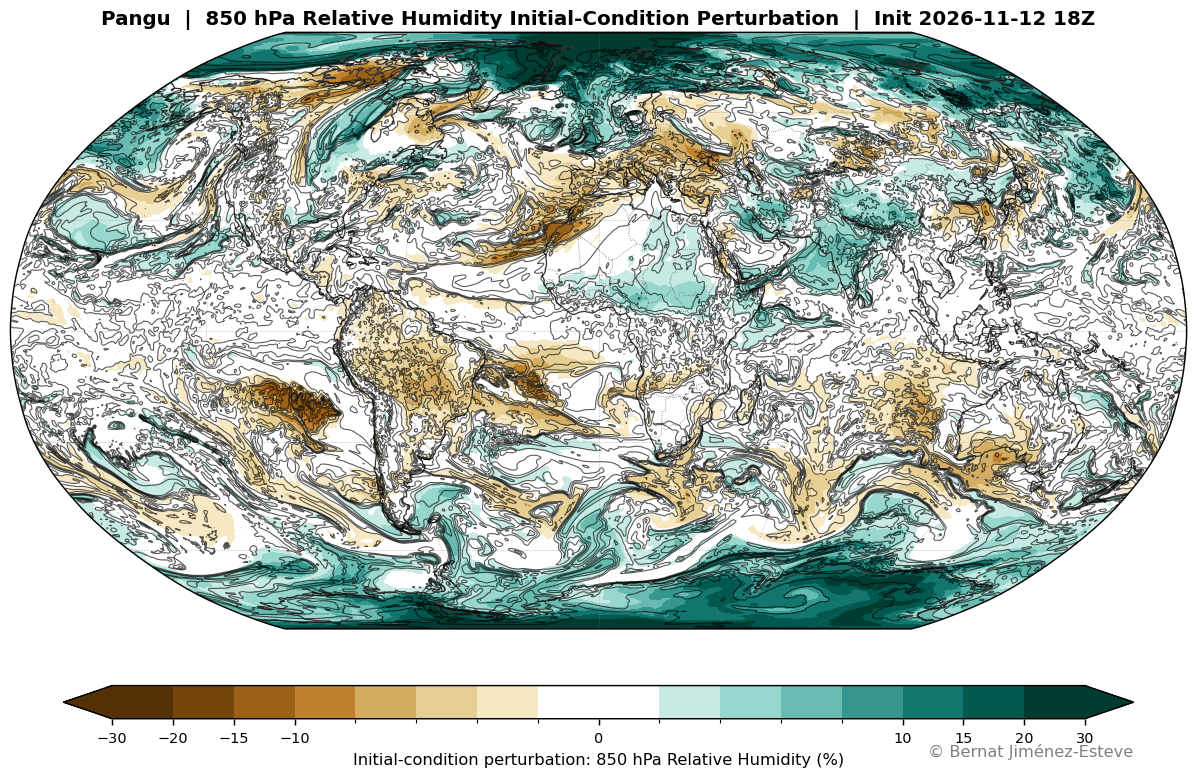 Pangu | 850 hPa Relative Humidity Initial-Condition Perturbation | Init 2026-11-12 18Z
−30 −20 −15 −10 0 10 15 20 30
Initial-condition perturbation: 850 hPa Relative Humidity (%)
© Bernat Jiménez-Esteve